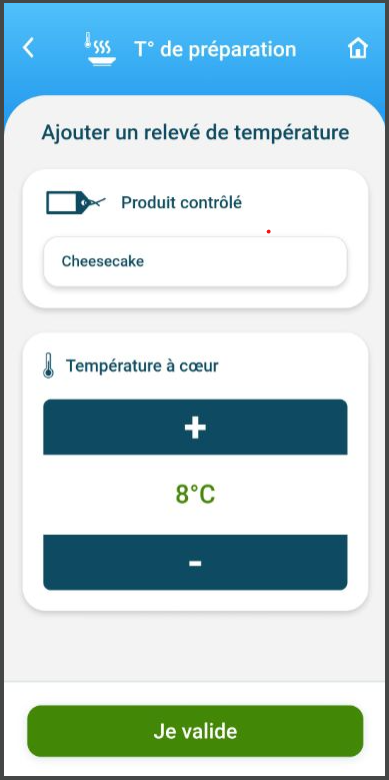 T° de préparation
Ajouter un relevé de température
Produit contrôlé
Cheesecake
Température à cœur
+
8°C
-
Je valide